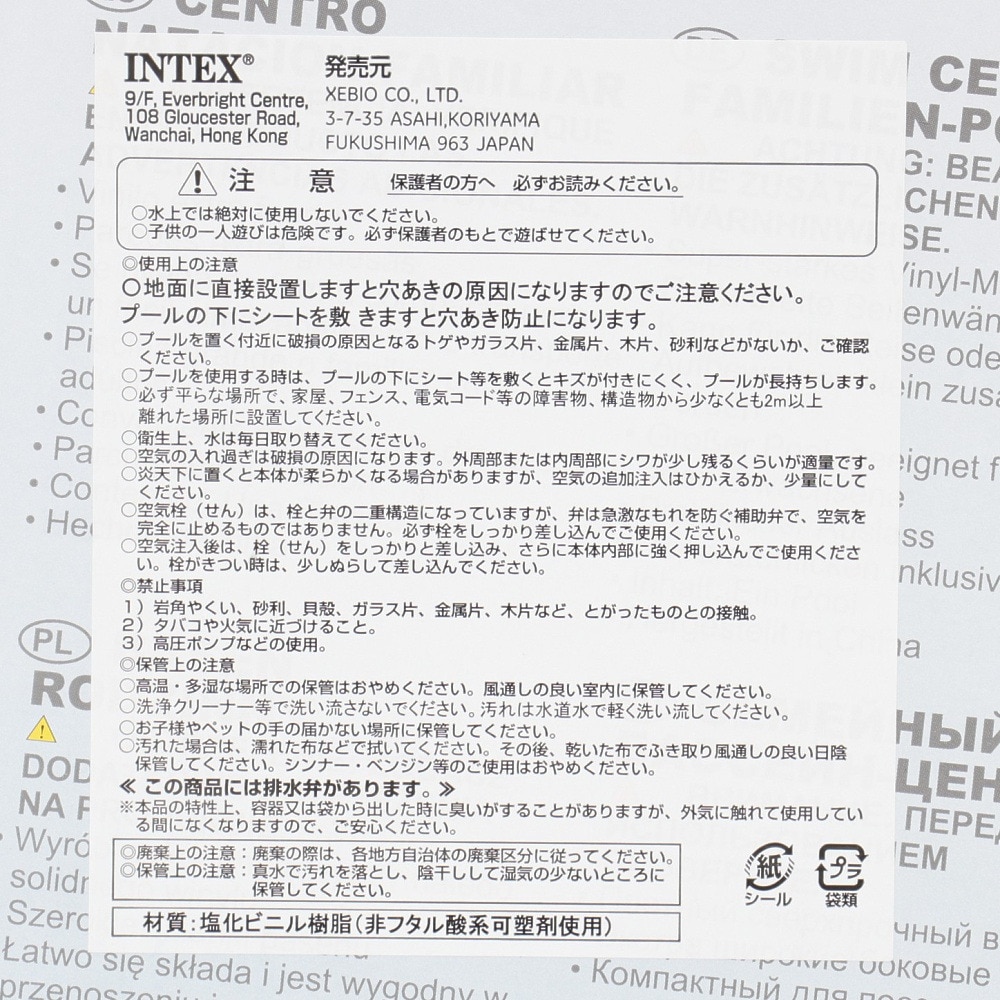 CENTRO
INTEX®
9/F, Everbright Centre,
108 Gloucester Road,
Wanchai, Hong Kong
発売元
XEBIO CO., LTD.
3-7-35 ASAHI,KORIYAMA
FUKUSHIMA 963 JAPAN
注 意 保護者の方へ 必ずお読みください。
○水上では絶対に使用しないでください。
○子供の一人遊びは危険です。必ず保護者のもとで遊ばせてください。
◎使用上の注意
○地面に直接設置しますと穴あきの原因になりますのでご注意ください。
プールの下にシートを敷 きますと穴あき防止になります。
○プールを置く付近に破損の原因となるトゲやガラス片、金属片、木片、砂利などがないか、ご確認
ください。
○プールを使用する時は、プールの下にシート等を敷くとキズが付きにくく、プールが長持ちします。
○必ず平らな場所で、家屋、フェンス、電気コード等の障害物、構造物から少なくとも2m以上
離れた場所に設置してください。
○衛生上、水は毎日取り替えてください。
○空気の入れ過ぎは破損の原因になります。外周部または内周部にシワが少し残るくらいが適量です。
○炎天下に置くと本体が柔らかくなる場合がありますが、空気の追加注入はひかえるか、少量にして
ください。
○空気栓（せん）は、栓と弁の二重構造になっていますが、弁は急激なもれを防ぐ補助弁で、空気を
完全に止めるものではありません。必ず栓をしっかり差し込んでご使用ください。
○空気注入後は、栓（せん）をしっかりと差し込み、さらに本体内部に強く押し込んでご使用くださ
い。栓がきつい時は、少しぬらして差し込んでください。
◎禁止事項
1）岩角やくい、砂利、貝殻、ガラス片、金属片、木片など、とがったものとの接触。
2）タバコや火気に近づけること。
3）高圧ポンプなどの使用。
◎保管上の注意
○高温・多湿な場所での保管はおやめください。風通しの良い室内に保管してください。
○洗浄クリーナー等で洗い流さないでください。汚れは水道水で軽く洗い流してください。
○お子様やペットの手の届かない場所に保管してください。
○汚れた場合は、濡れた布などで拭いてください。その後、乾いた布でふき取り風通しの良い日陰
保管してください。シンナー・ベンジン等のご使用はおやめください。
≪ この商品には排水弁があります。≫
※本品の特性上、容器又は袋から出した時に臭いがすることがありますが、外気に触れて使用してい
る間になくなりますので、ご安心ください。
◎廃棄上の注意：廃棄の際は、各地方自治体の廃棄区分に従ってください。
◎保管上の注意：真水で汚れを落とし、陰干しして湿気の少ないところに
保管してください。
材質：塩化ビニル樹脂（非フタル酸系可塑剤使用）
紙
シール
プラ
袋類
PL